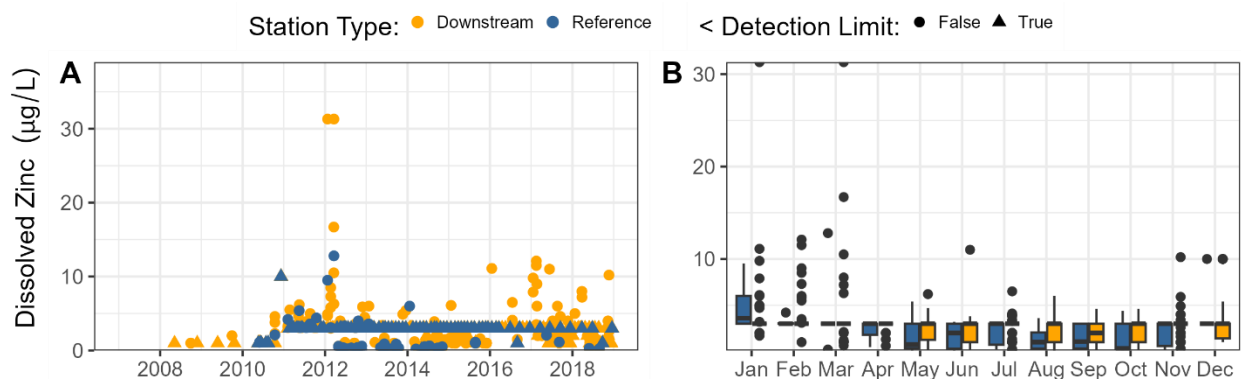 Station Type: Downstream Reference < Detection Limit: False True
A
B
Dissolved Zinc (µg/L)
30
20
10
0
2008 2010 2012 2014 2016 2018
30
20
10
Jan Feb Mar Apr May Jun Jul Aug Sep Oct Nov Dec